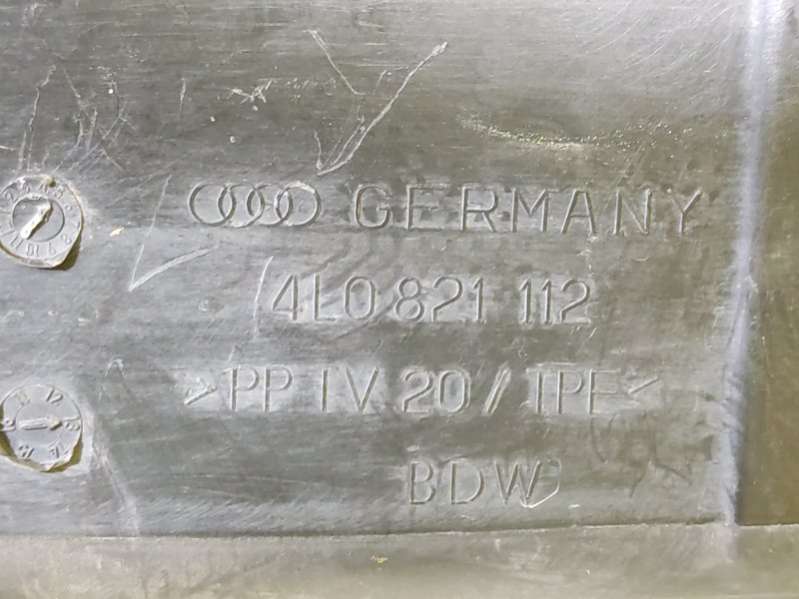 GERMANY
4L0 821 112
>PP TV 20 / TPE<
BDW